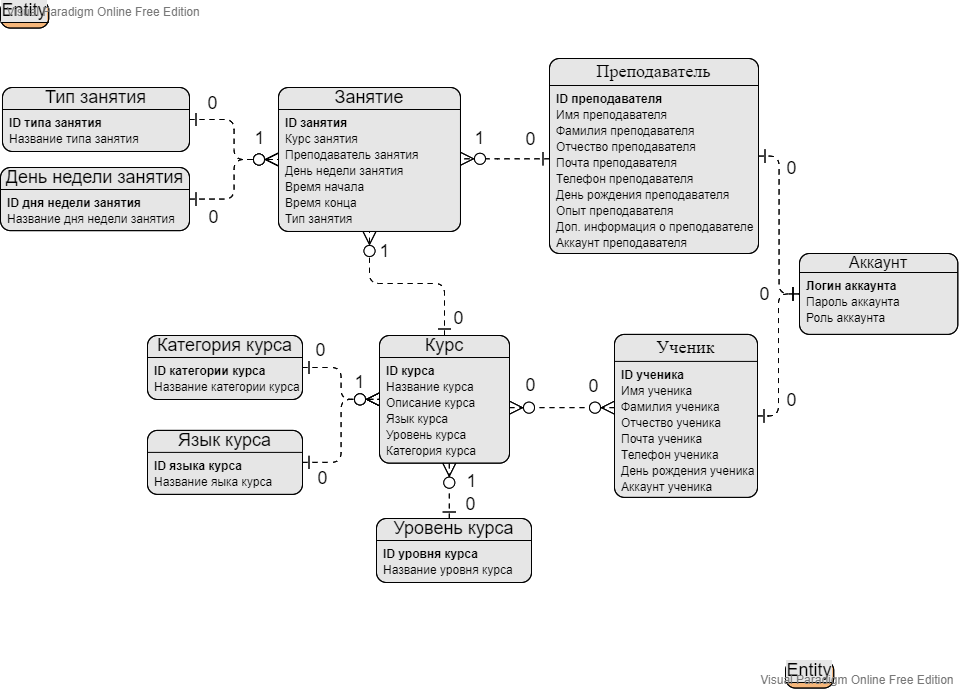 Entity
Visual Paradigm Online Free Edition
Тип занятия
ID типа занятия
Название типа занятия
0
День недели занятия
ID дня недели занятия
Название дня недели занятия
0
1
Занятие
ID занятия
Курс занятия
Преподаватель занятия
День недели занятия
Время начала
Время конца
Тип занятия
1
0
1
Преподаватель
ID преподавателя
Имя преподавателя
Фамилия преподавателя
Отчество преподавателя
Почта преподавателя
Телефон преподавателя
День рождения преподавателя
Опыт преподавателя
Доп. информация о преподавателе
Аккаунт преподавателя
0
0
Аккаунт
Логин аккаунта
Пароль аккаунта
Роль аккаунта
0
Категория курса
ID категории курса
Название категории курса
0
1
Язык курса
ID языка курса
Название яыка курса
0
0
Курс
ID курса
Название курса
Описание курса
Язык курса
Уровень курса
Категория курса
0
0
Ученик
ID ученика
Имя ученика
Фамилия ученика
Отчество ученика
Почта ученика
Телефон ученика
День рождения ученика
Аккаунт ученика
1
0
Уровень курса
ID уровня курса
Название уровня курса
Entity
Visual Paradigm Online Free Edition